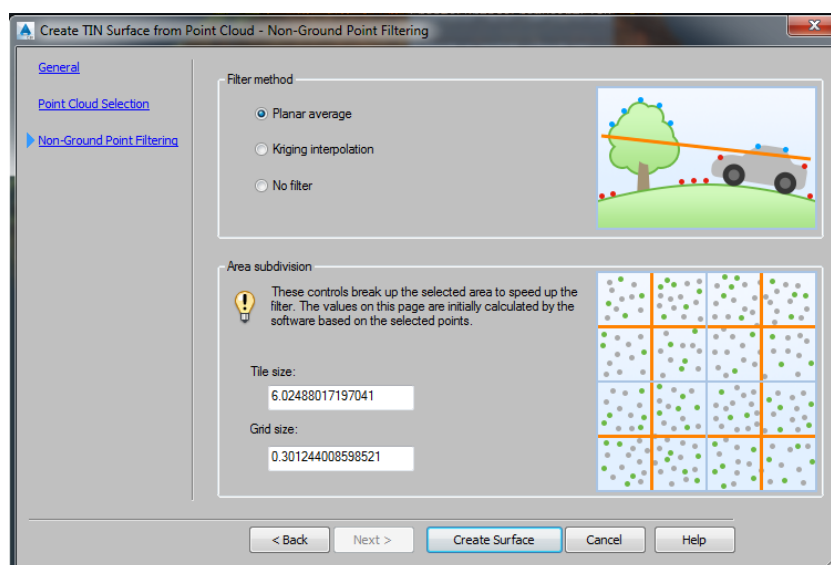 Create TIN Surface from Point Cloud - Non-Ground Point Filtering
General
Point Cloud Selection
Non-Ground Point Filtering
Filter method
Planar average
Kriging interpolation
No filter
Area subdivision
These controls break up the selected area to speed up the
filter. The values on this page are initially calculated by the
software based on the selected points.
Tile size:
6.02488017197041
Grid size:
0.301244008598521
< Back
Next >
Create Surface
Cancel
Help